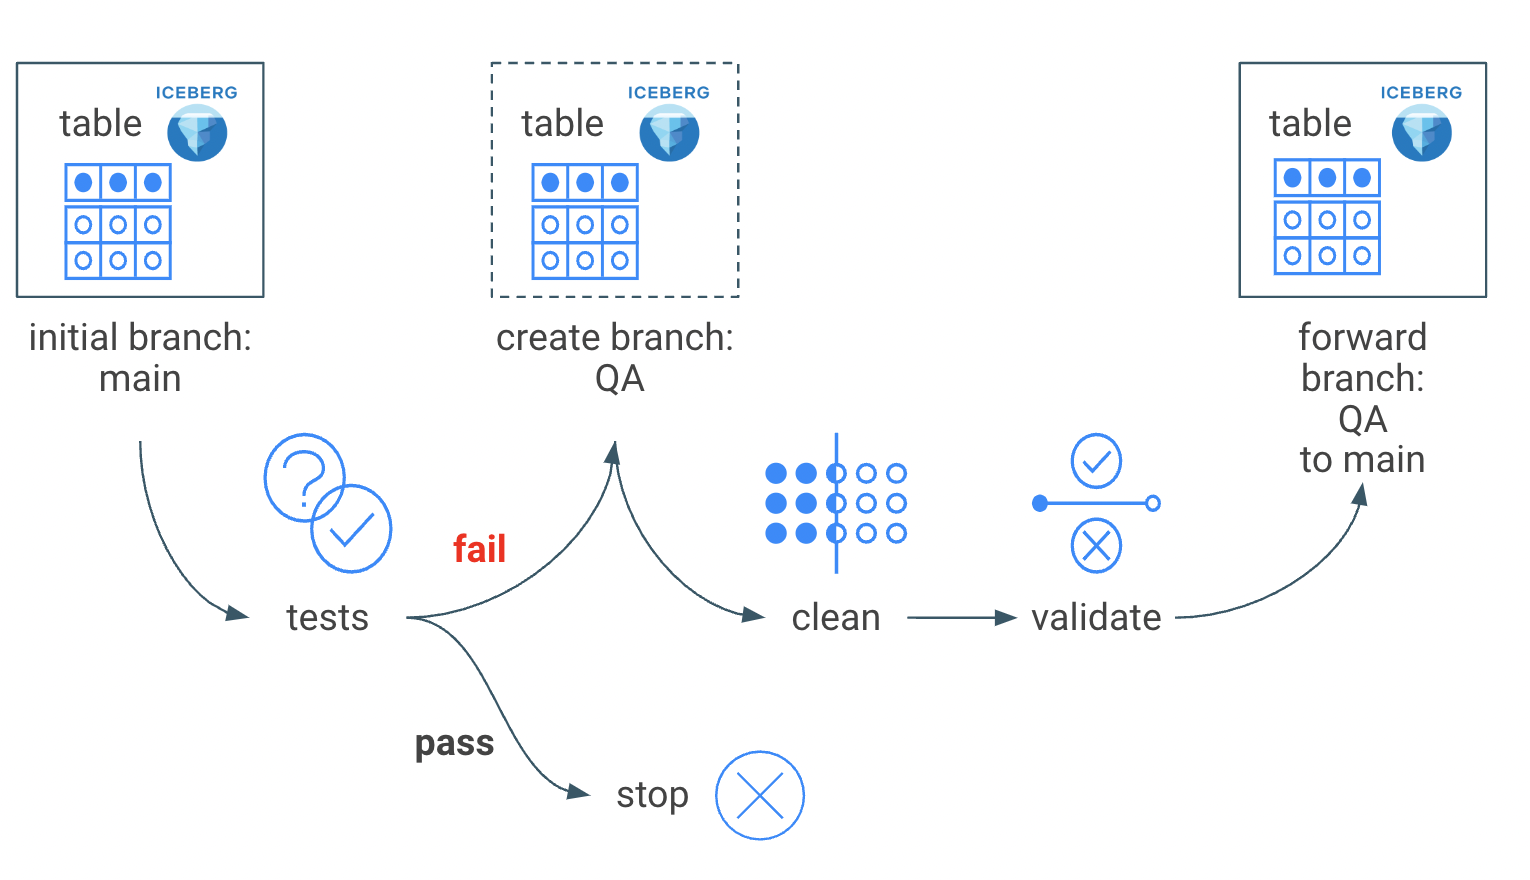 ICEBERG
table
initial branch:
main
ICEBERG
table
create branch:
QA
ICEBERG
table
forward
branch:
QA
to main
?
fail
tests
clean
validate
pass
stop